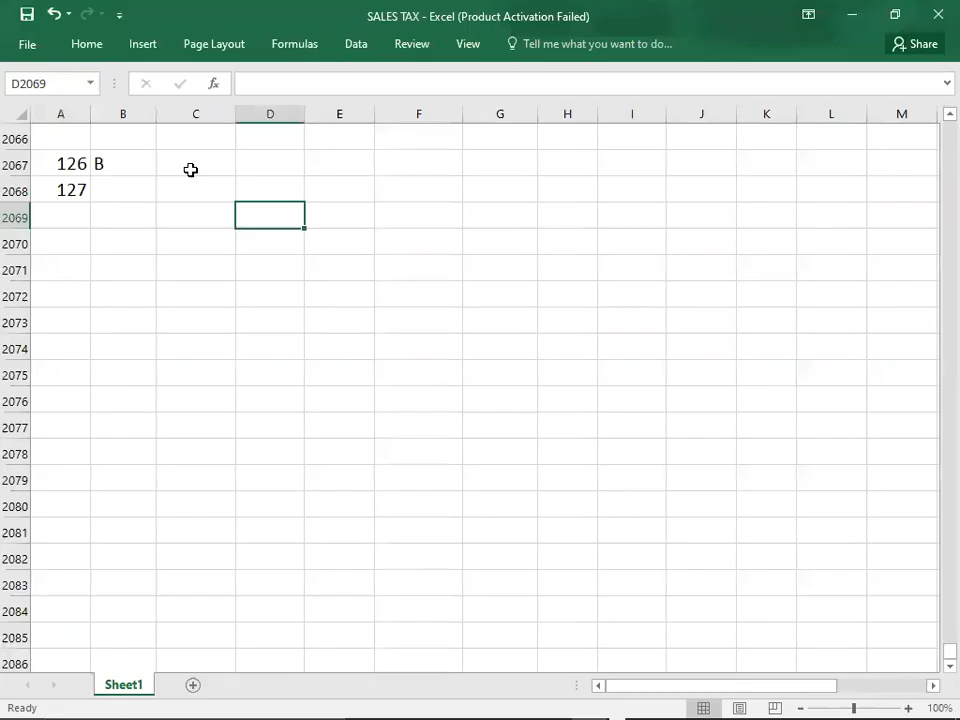 SALES TAX - Excel (Product Activation Failed)
File Home Insert Page Layout Formulas Data Review View Tell me what you want to do... Share
D2069 fx
A B C D E F G H I J K L M
2066
2067 126 B
2068 127
2069
2070
2071
2072
2073
2074
2075
2076
2077
2078
2079
2080
2081
2082
2083
2084
2085
2086
Sheet1
Ready 100%